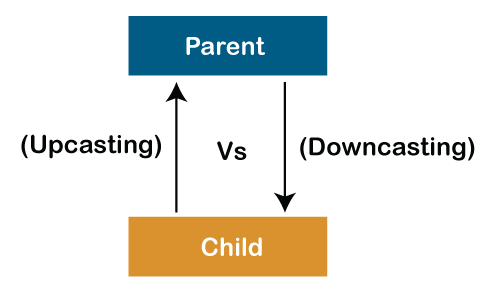 Parent
(Upcasting)
Vs
(Downcasting)
Child